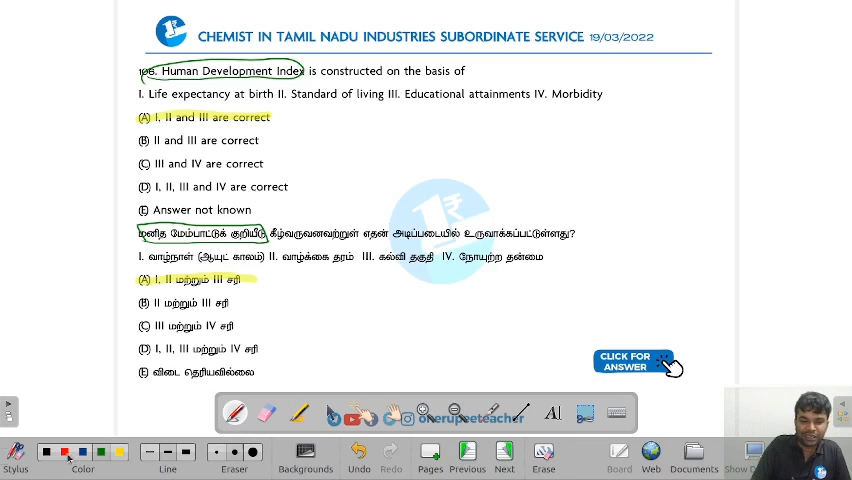 CHEMIST IN TAMIL NADU INDUSTRIES SUBORDINATE SERVICE 19/03/2022
106. Human Development Index is constructed on the basis of
I. Life expectancy at birth II. Standard of living III. Educational attainments IV. Morbidity
(A) I, II and III are correct
(B) II and III are correct
(C) III and IV are correct
(D) I, II, III and IV are correct
(E) Answer not known
மனித மேம்பாட்டுக் குறியீடு கீழ்வருவனவற்றுள் எதன் அடிப்படையில் உருவாக்கப்பட்டுள்ளது?
I. வாழ்நாள் (ஆயுட் காலம்) II. வாழ்க்கை தரம் III. கல்வி தகுதி IV. நோயுற்ற தன்மை
(A) I, II மற்றும் III சரி
(B) II மற்றும் III சரி
(C) III மற்றும் IV சரி
(D) I, II, III மற்றும் IV சரி
(E) விடை தெரியவில்லை
CLICK FOR
ANSWER
onerupeeteacher
Stylus Color Line Eraser Backgrounds Undo Redo Pages Previous Next Erase Board Web Documents Show De